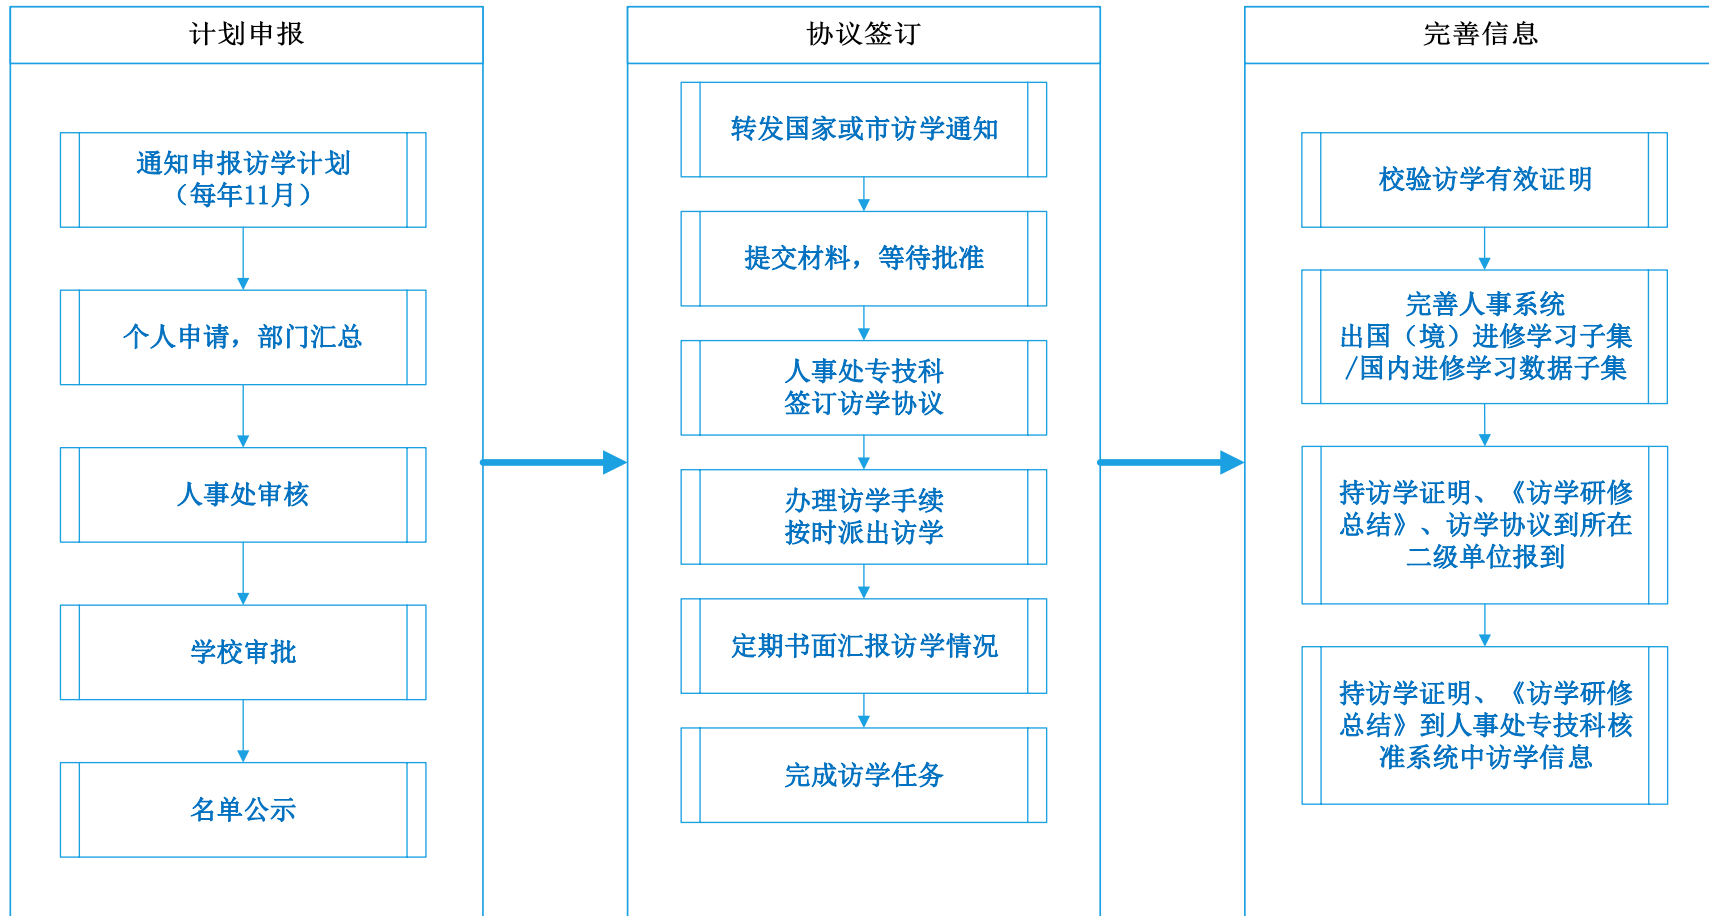 计划申报
通知申报访学计划
（每年11月）
个人申请，部门汇总
人事处审核
学校审批
名单公示
协议签订
转发国家或市访学通知
提交材料，等待批准
人事处专技科
签订访学协议
办理访学手续
按时派出访学
定期书面汇报访学情况
完成访学任务
完善信息
校验访学有效证明
完善人事系统
出国（境）进修学习子集
/国内进修学习数据子集
持访学证明、《访学研修
总结》、访学协议到所在
二级单位报到
持访学证明、《访学研修
总结》到人事处专技科核
准系统中访学信息